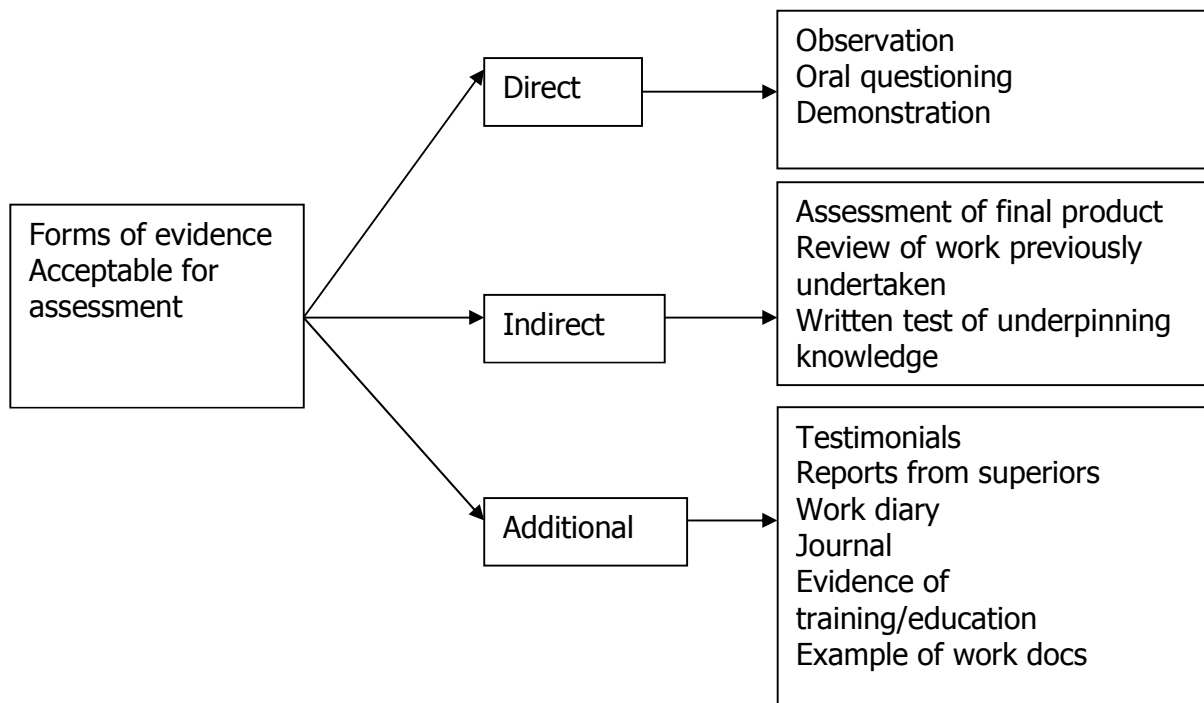 Forms of evidence
Acceptable for
assessment
Direct
Observation
Oral questioning
Demonstration
Indirect
Assessment of final product
Review of work previously
undertaken
Written test of underpinning
knowledge
Additional
Testimonials
Reports from superiors
Work diary
Journal
Evidence of
training/education
Example of work docs